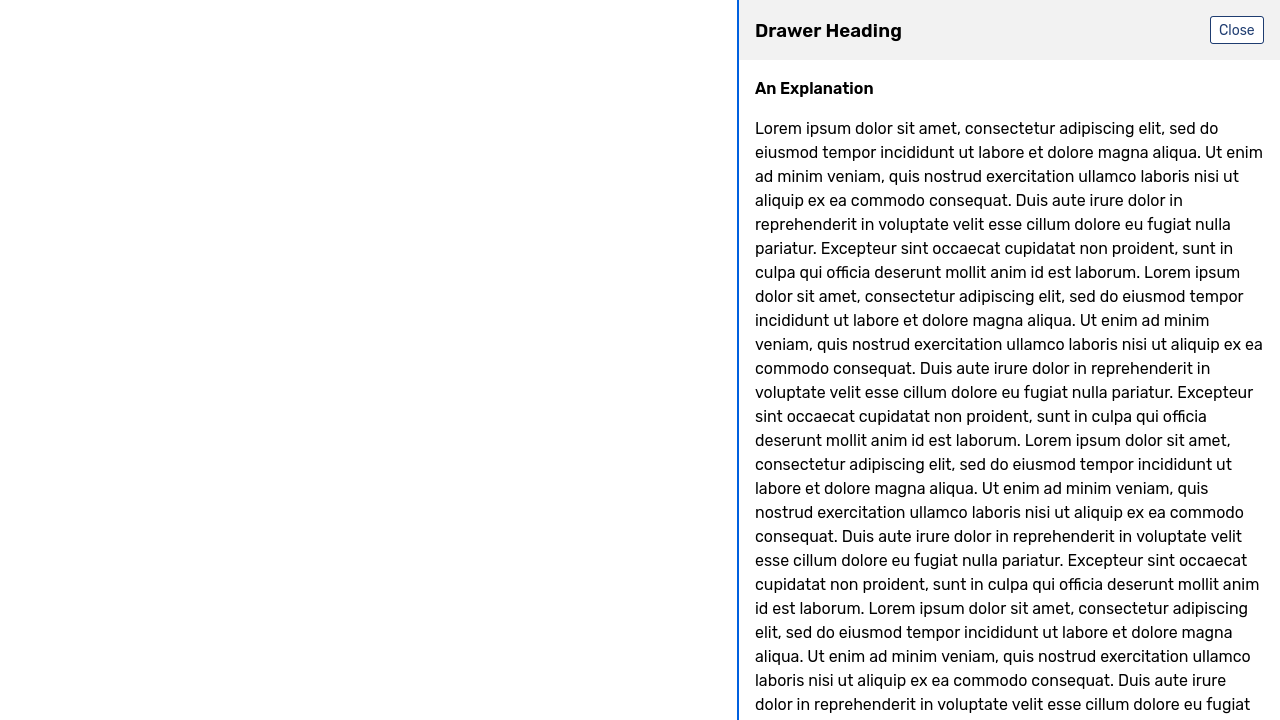 Drawer Heading
Close
An Explanation
Lorem ipsum dolor sit amet, consectetur adipiscing elit, sed do
eiusmod tempor incididunt ut labore et dolore magna aliqua. Ut enim
ad minim veniam, quis nostrud exercitation ullamco laboris nisi ut
aliquip ex ea commodo consequat. Duis aute irure dolor in
reprehenderit in voluptate velit esse cillum dolore eu fugiat nulla
pariatur. Excepteur sint occaecat cupidatat non proident, sunt in
culpa qui officia deserunt mollit anim id est laborum. Lorem ipsum
dolor sit amet, consectetur adipiscing elit, sed do eiusmod tempor
incididunt ut labore et dolore magna aliqua. Ut enim ad minim
veniam, quis nostrud exercitation ullamco laboris nisi ut aliquip ex ea
commodo consequat. Duis aute irure dolor in reprehenderit in
voluptate velit esse cillum dolore eu fugiat nulla pariatur. Excepteur
sint occaecat cupidatat non proident, sunt in culpa qui officia
deserunt mollit anim id est laborum. Lorem ipsum dolor sit amet,
consectetur adipiscing elit, sed do eiusmod tempor incididunt ut
labore et dolore magna aliqua. Ut enim ad minim veniam, quis
nostrud exercitation ullamco laboris nisi ut aliquip ex ea commodo
consequat. Duis aute irure dolor in reprehenderit in voluptate velit
esse cillum dolore eu fugiat nulla pariatur. Excepteur sint occaecat
cupidatat non proident, sunt in culpa qui officia deserunt mollit anim
id est laborum. Lorem ipsum dolor sit amet, consectetur adipiscing
elit, sed do eiusmod tempor incididunt ut labore et dolore magna
aliqua. Ut enim ad minim veniam, quis nostrud exercitation ullamco
laboris nisi ut aliquip ex ea commodo consequat. Duis aute irure
dolor in reprehenderit in voluptate velit esse cillum dolore eu fugiat